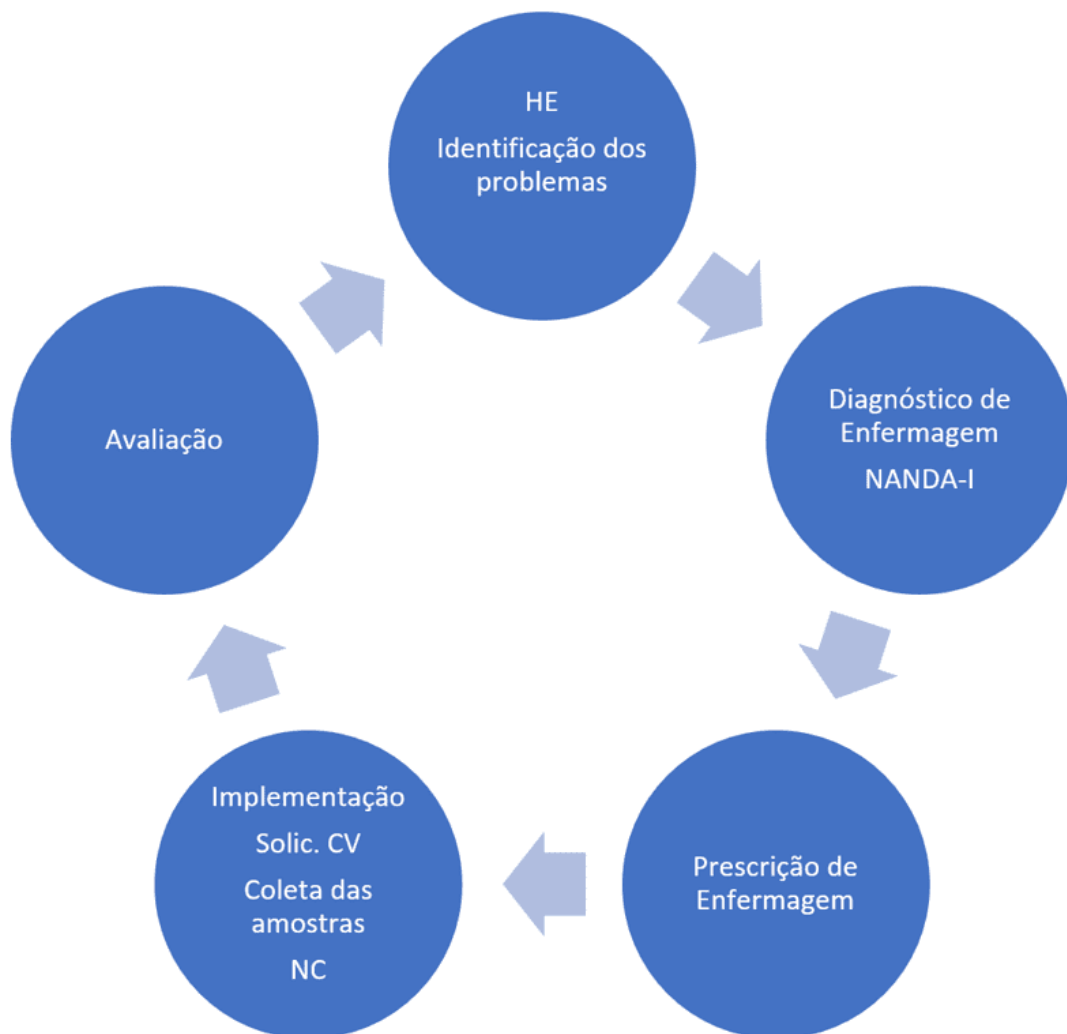 HE
Identificação dos
problemas
Diagnóstico de
Enfermagem
NANDA-I
Prescrição de
Enfermagem
Implementação
Solic. CV
Coleta das
amostras
NC
Avaliação